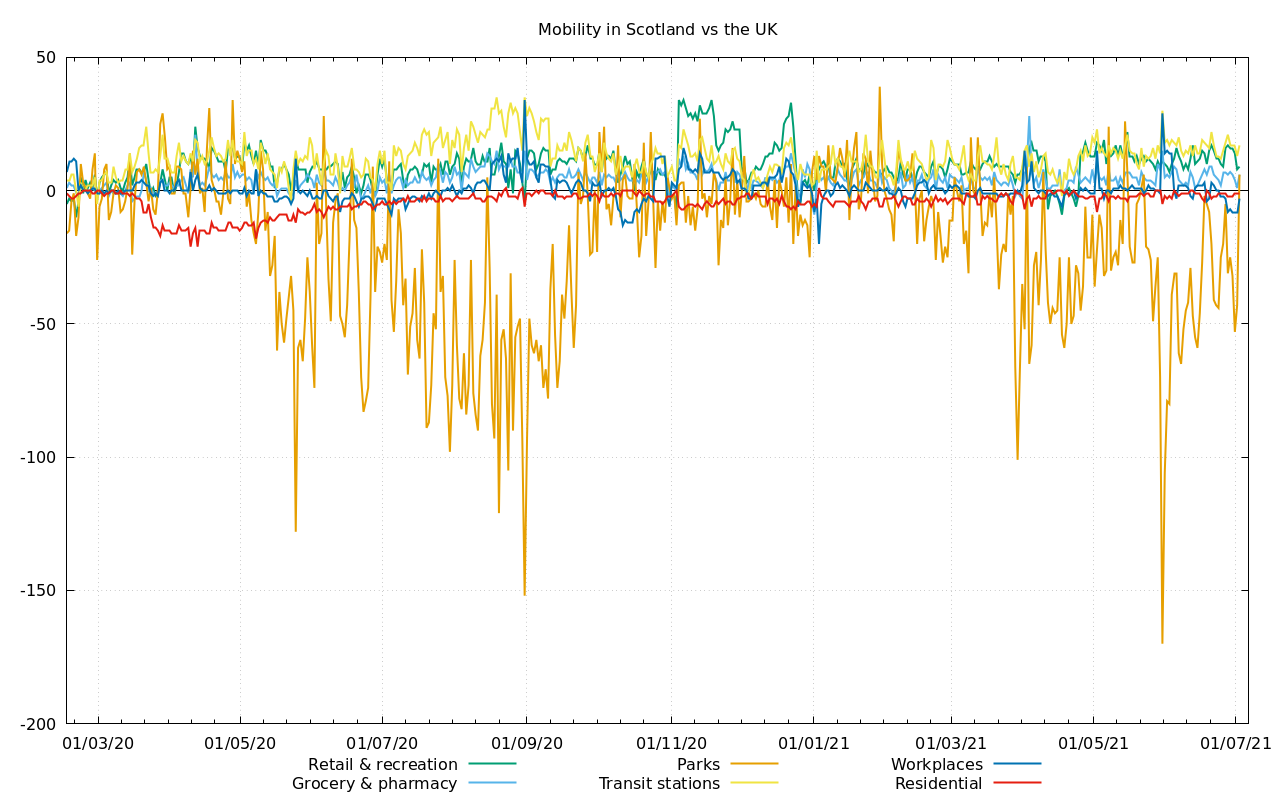 Mobility in Scotland vs the UK
50
0
-50
-100
-150
-200
01/03/20 01/05/20 01/07/20 01/09/20 01/11/20 01/01/21 01/03/21 01/05/21 01/07/21
Retail & recreation Parks Workplaces
Grocery & pharmacy Transit stations Residential